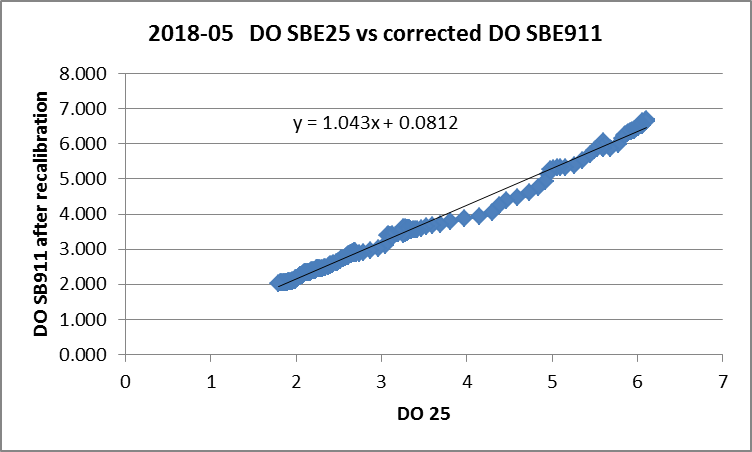 2018-05   DO SBE25 vs corrected DO SBE911
8.000
7.000
6.000
5.000
4.000
3.000
2.000
1.000
0.000
DO SB911 after recalibration
y = 1.043x + 0.0812
0 1 2 3 4 5 6 7
DO 25